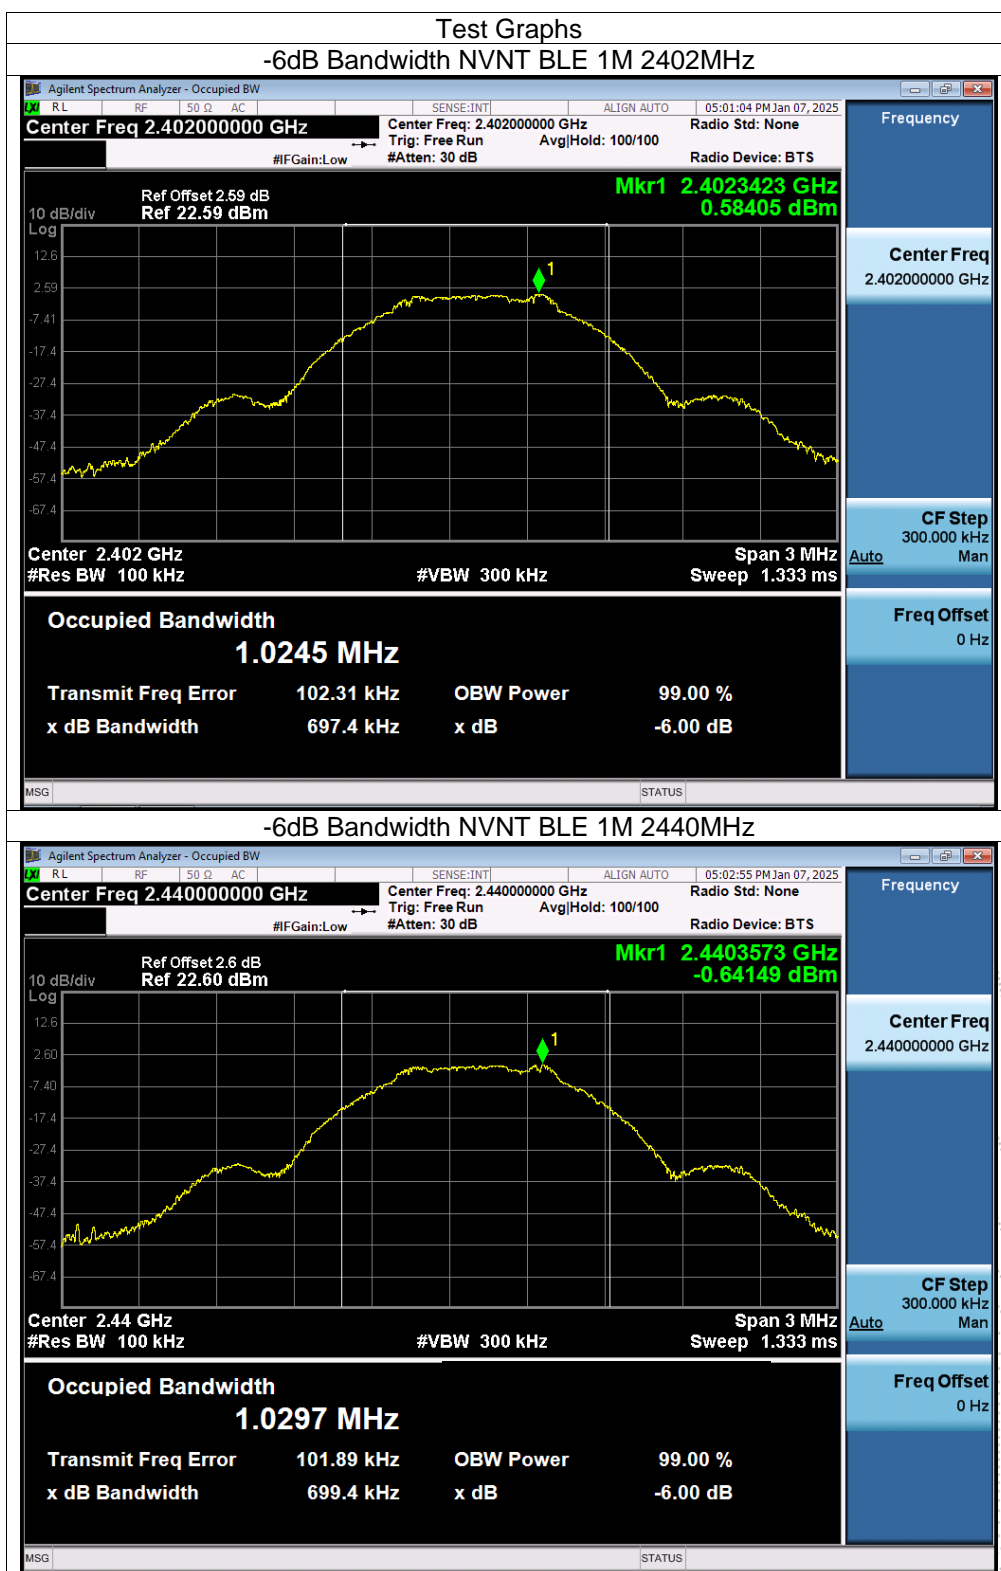 Test Graphs
-6dB Bandwidth NVNT BLE 1M 2402MHz
Agilent Spectrum Analyzer - Occupied BW
LXI RL RF 50 Ω AC SENSE:INT ALIGN AUTO 05:01:04 PM Jan 07, 2025
Center Freq 2.402000000 GHz Center Freq: 2.402000000 GHz Radio Std: None Frequency
Trig: Free Run Avg|Hold: 100/100
#IFGain:Low #Atten: 30 dB Radio Device: BTS
Mkr1 2.4023423 GHz
0.58405 dBm
Ref Offset 2.59 dB
10 dB/div Ref 22.59 dBm
Log
12.6
2.59
-7.41
-17.4
-27.4
-37.4
-47.4
-57.4
-67.4
1
Center Freq
2.402000000 GHz
Center 2.402 GHz Span 3 MHz
#Res BW 100 kHz #VBW 300 kHz Sweep 1.333 ms
CF Step
300.000 kHz
Auto Man
Occupied Bandwidth
1.0245 MHz
Freq Offset
0 Hz
Transmit Freq Error 102.31 kHz OBW Power 99.00 %
x dB Bandwidth 697.4 kHz x dB -6.00 dB
MSG STATUS
-6dB Bandwidth NVNT BLE 1M 2440MHz
Agilent Spectrum Analyzer - Occupied BW
LXI RL RF 50 Ω AC SENSE:INT ALIGN AUTO 05:02:55 PM Jan 07, 2025
Center Freq 2.440000000 GHz Center Freq: 2.440000000 GHz Radio Std: None Frequency
Trig: Free Run Avg|Hold: 100/100
#IFGain:Low #Atten: 30 dB Radio Device: BTS
Mkr1 2.4403573 GHz
-0.64149 dBm
Ref Offset 2.6 dB
10 dB/div Ref 22.60 dBm
Log
12.6
2.60
-7.40
-17.4
-27.4
-37.4
-47.4
-57.4
-67.4
1
Center Freq
2.440000000 GHz
Center 2.44 GHz Span 3 MHz
#Res BW 100 kHz #VBW 300 kHz Sweep 1.333 ms
CF Step
300.000 kHz
Auto Man
Occupied Bandwidth
1.0297 MHz
Freq Offset
0 Hz
Transmit Freq Error 101.89 kHz OBW Power 99.00 %
x dB Bandwidth 699.4 kHz x dB -6.00 dB
MSG STATUS